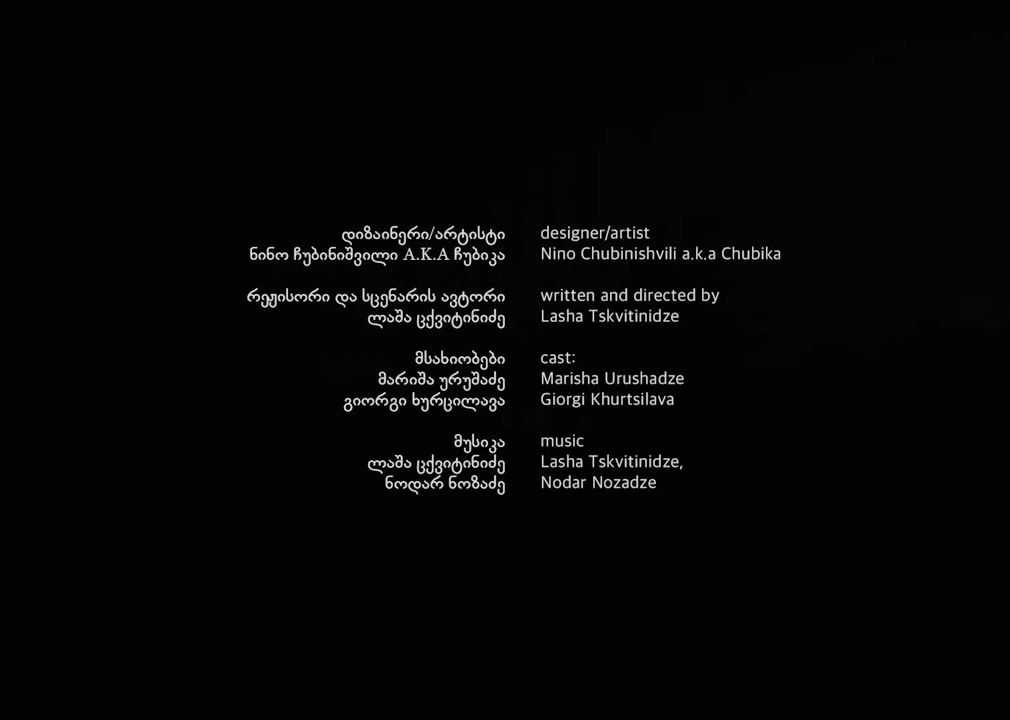 დიზაინერი/არტისტი
ნინო ჩუბინიშვილი A.K.A ჩუბიკა
რეჟისორი და სცენარის ავტორი
ლაშა ცქვიტინიძე
მსახიობები
მარიშა ურუშაძე
გიორგი ხურცილავა
მუსიკა
ლაშა ცქვიტინიძე
ნოდარ ნოზაძე
designer/artist
Nino Chubinishvili a.k.a Chubika
written and directed by
Lasha Tskvitinidze
cast:
Marisha Urushadze
Giorgi Khurtsilava
music
Lasha Tskvitinidze,
Nodar Nozadze